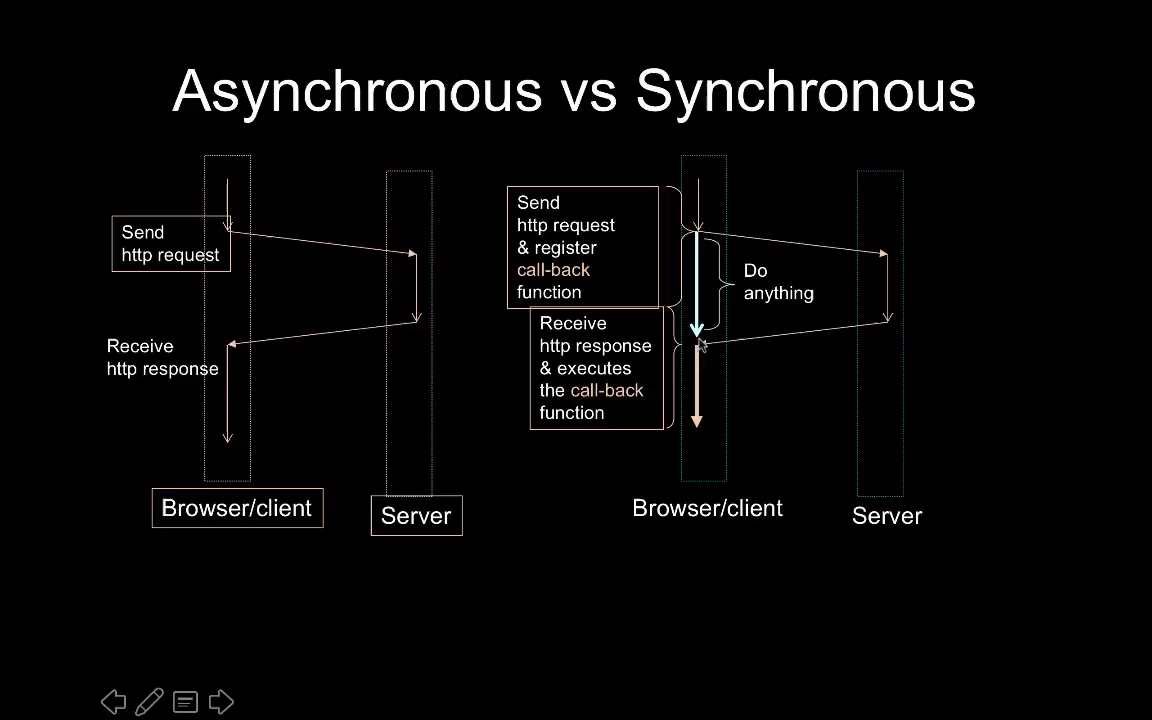 Asynchronous vs Synchronous
Send
http request
Receive
http response
Browser/client
Server
Send
http request
& register
call-back
function
Do
anything
Receive
http response
& executes
the call-back
function
Browser/client
Server